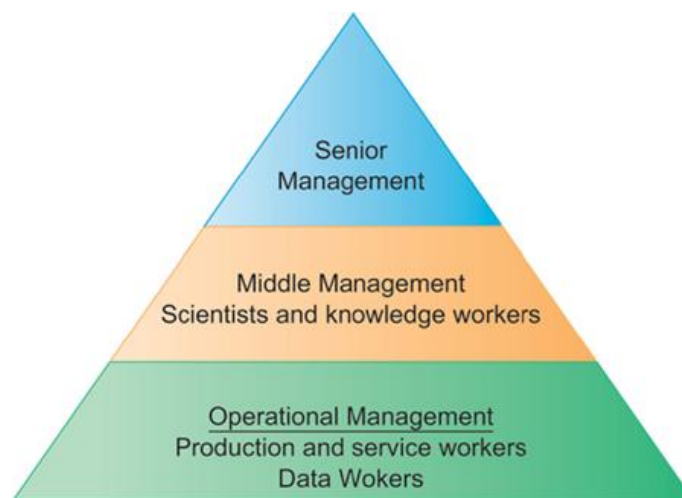 Senior
Management
Middle Management
Scientists and knowledge workers
Operational Management
Production and service workers
Data Wokers